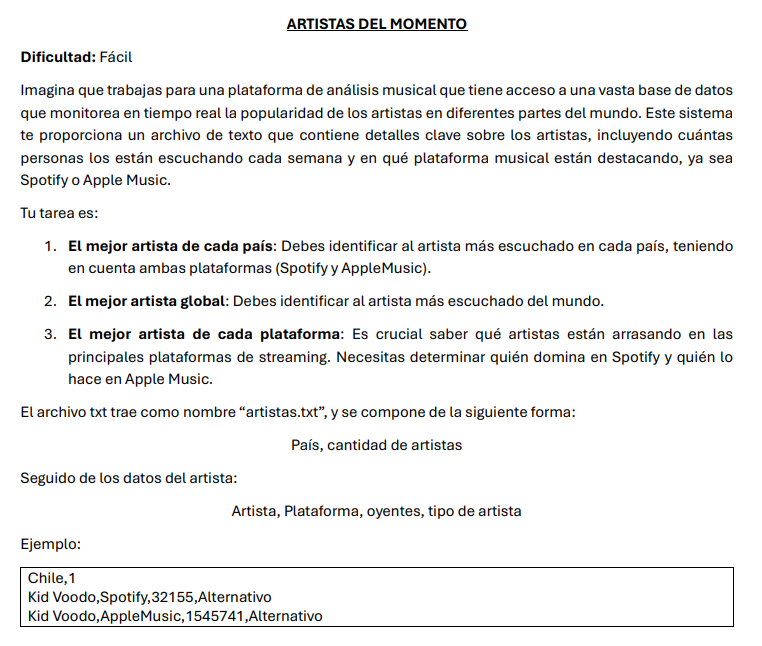 ARTISTAS DEL MOMENTO
Dificultad: Fácil
Imagina que trabajas para una plataforma de análisis musical que tiene acceso a una vasta base de datos
que monitorea en tiempo real la popularidad de los artistas en diferentes partes del mundo. Este sistema
te proporciona un archivo de texto que contiene detalles clave sobre los artistas, incluyendo cuántas
personas los están escuchando cada semana y en qué plataforma musical están destacando, ya sea
Spotify o Apple Music.
Tu tarea es:
1. El mejor artista de cada país: Debes identificar al artista más escuchado en cada país, teniendo
en cuenta ambas plataformas (Spotify y AppleMusic).
2. El mejor artista global: Debes identificar al artista más escuchado del mundo.
3. El mejor artista de cada plataforma: Es crucial saber qué artistas están arrasando en las
principales plataformas de streaming. Necesitas determinar quién domina en Spotify y quién lo
hace en Apple Music.
El archivo txt trae como nombre “artistas.txt”, y se compone de la siguiente forma:
País, cantidad de artistas
Seguido de los datos del artista:
Artista, Plataforma, oyentes, tipo de artista
Ejemplo:
Chile,1
Kid Voodo,Spotify,32155,Alternativo
Kid Voodo,AppleMusic,1545741,Alternativo